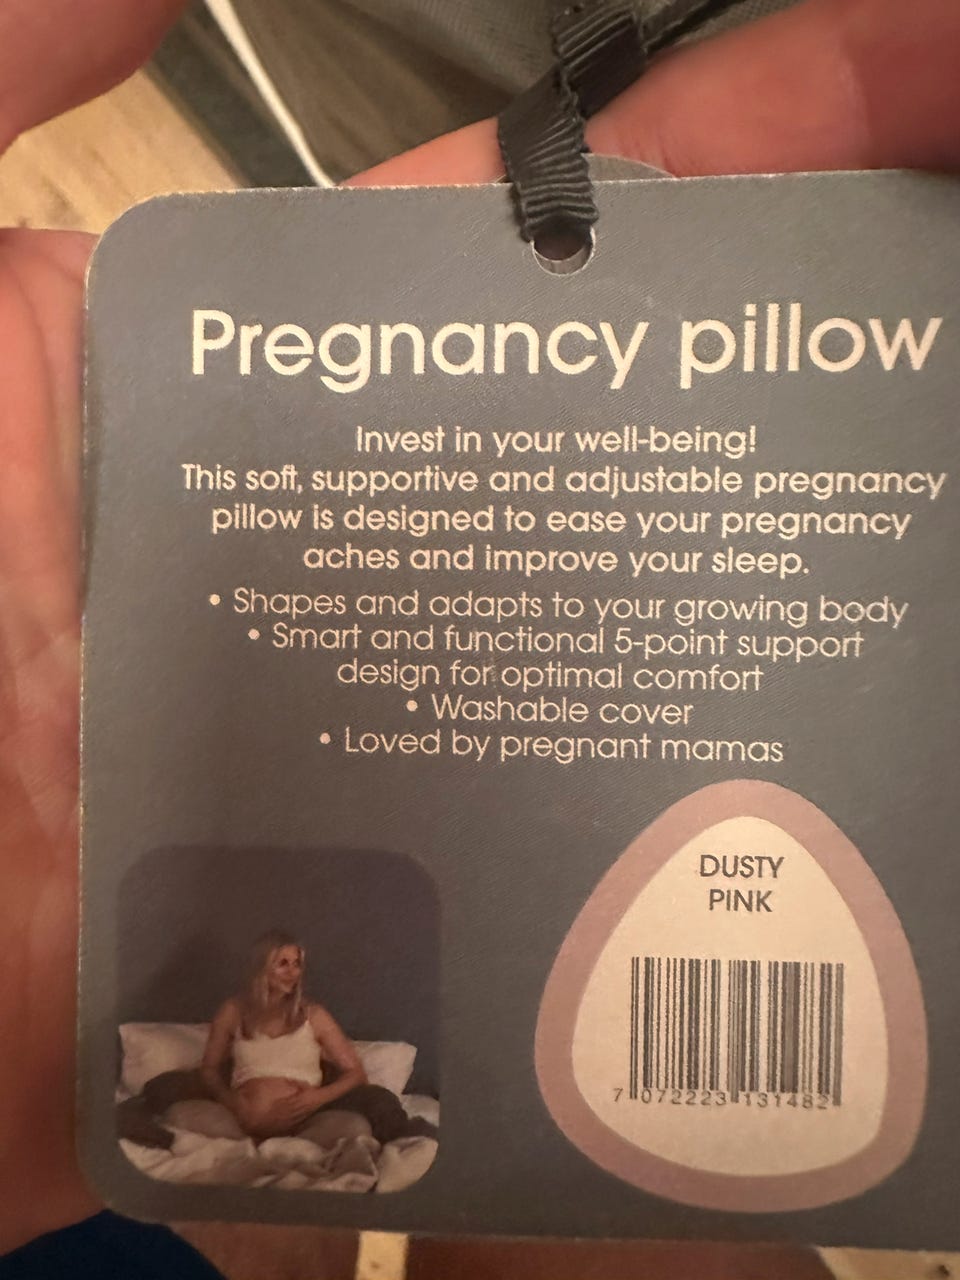 Pregnancy pillow
Invest in your well-being!
This soft, supportive and adjustable pregnancy
pillow is designed to ease your pregnancy
aches and improve your sleep.
• Shapes and adapts to your growing body
• Smart and functional 5-point support
design for optimal comfort
• Washable cover
• Loved by pregnant mamas
DUSTY
PINK
7 072223 131482